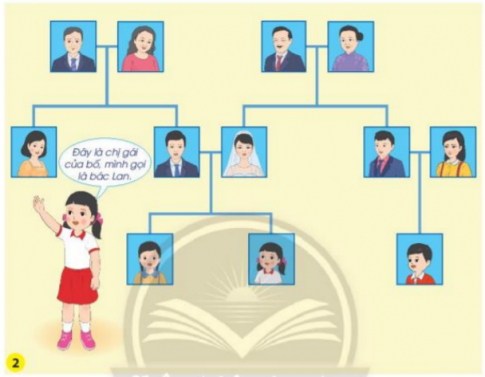 Đây là chị gái
của bố, mình gọi
là bác Lan.
2